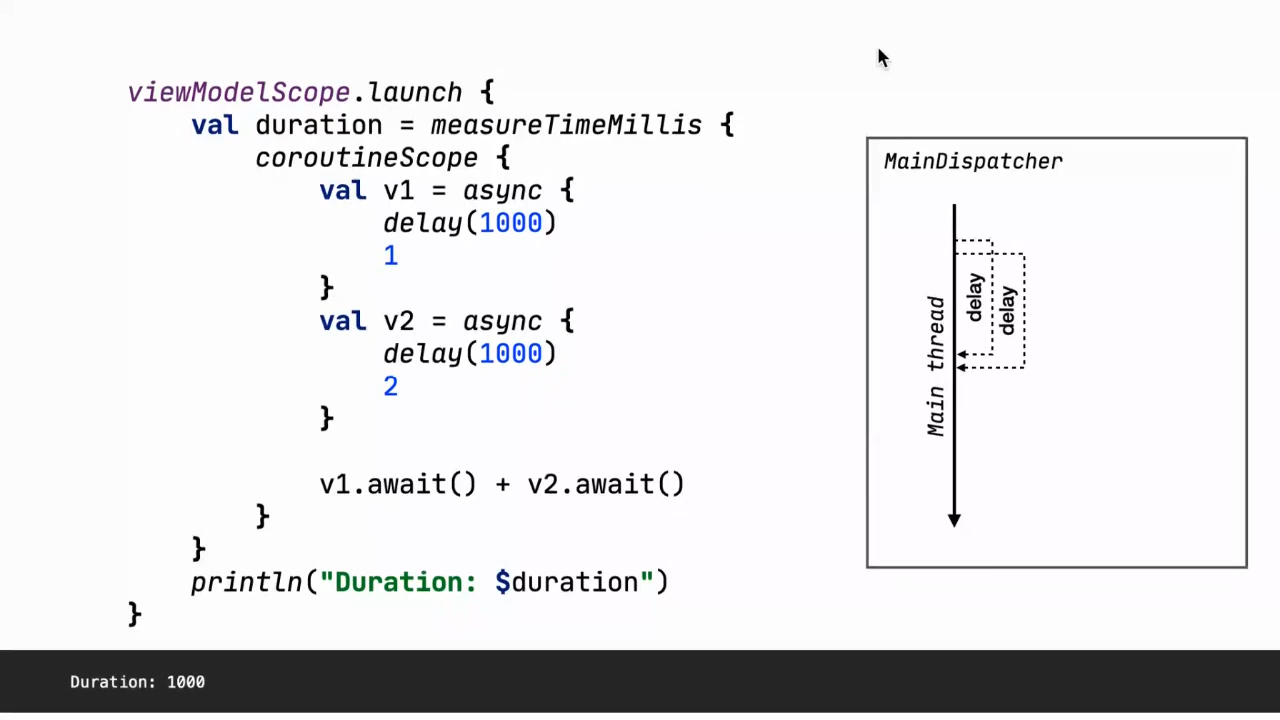 viewModelScope.launch {
    val duration = measureTimeMillis {
        coroutineScope {
            val v1 = async {
                delay(1000)
                1
            }
            val v2 = async {
                delay(1000)
                2
            }

            v1.await() + v2.await()
        }
    }
    println("Duration: $duration")
}
MainDispatcher
Main thread
delay
delay
Duration: 1000